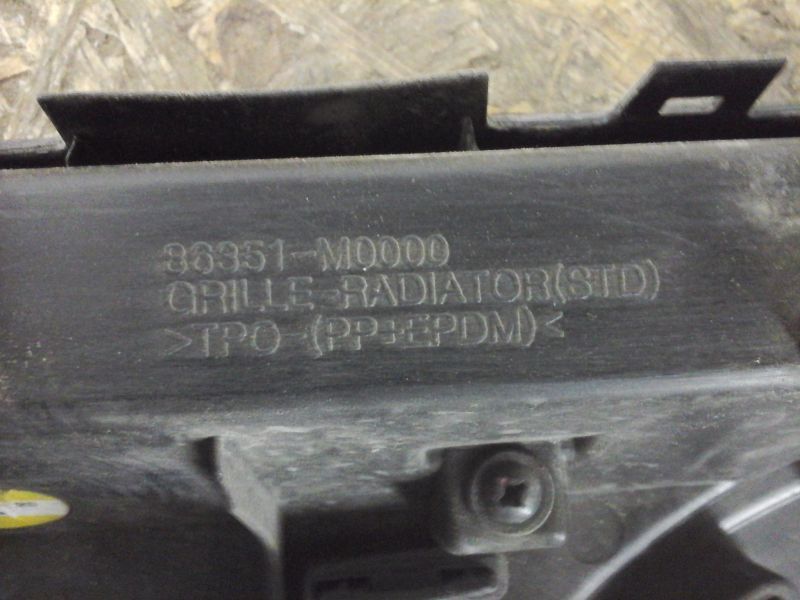 86351-M0000
GRILLE-RADIATOR(STD)
>TPO-(PP+EPDM)<